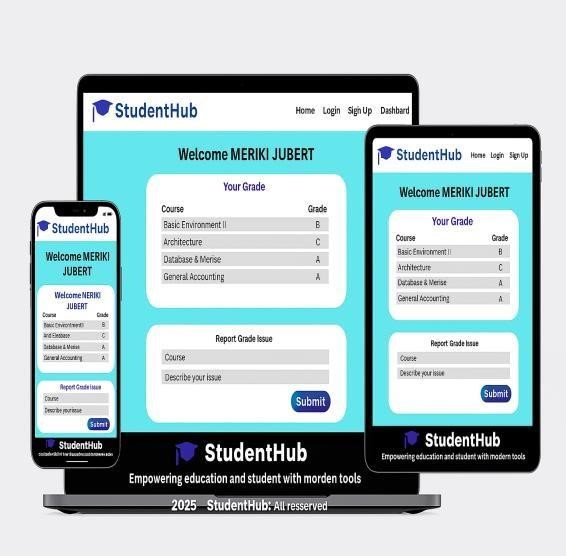 StudentHub
Home Login Sign Up Dashbard
Welcome MERIKI JUBERT
Your Grade
Course Grade
Basic Environment II B
Architecture C
Database & Merise A
General Accounting A
Report Grade Issue
Course
Describe your issue
Submit
StudentHub
Empowering education and student with morden tools
2025 StudentHub: All resserved
StudentHub
Home Login Sign Up
Welcome MERIKI JUBERT
Your Grade
Course Grade
Basic Environment II B
Architecture C
Database & Merise A
General Accounting A
Report Grade Issue
Course
Describe your issue
Submit
StudentHub
Empowering education and student with modern tools
StudentHub
Welcome MERIKI
JUBERT
Welcome MERIKI
JUBERT
Course Grade
B
C
Database & Merise A
General Accounting A
Report Grade Issue
Course
Describe your issue
Submit
StudentHub